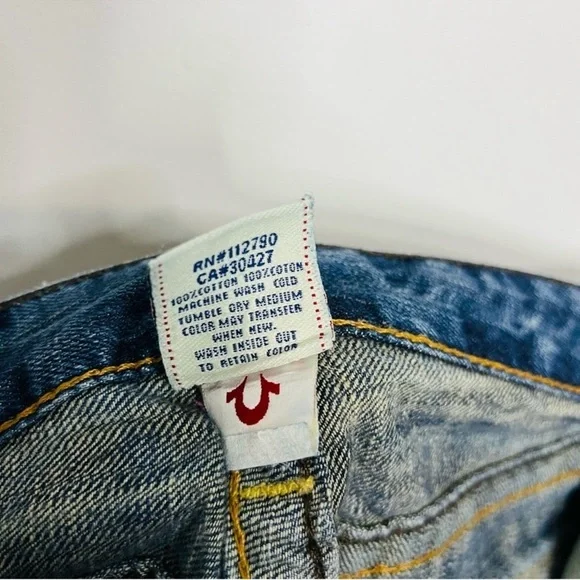 RN#112790
CA#30427
100%COTTON 100%COTON
MACHINE WASH COLD
TUMBLE DRY MEDIUM
COLOR MAY TRANSFER
WHEN NEW.
WASH INSIDE OUT
TO RETAIN COLOR